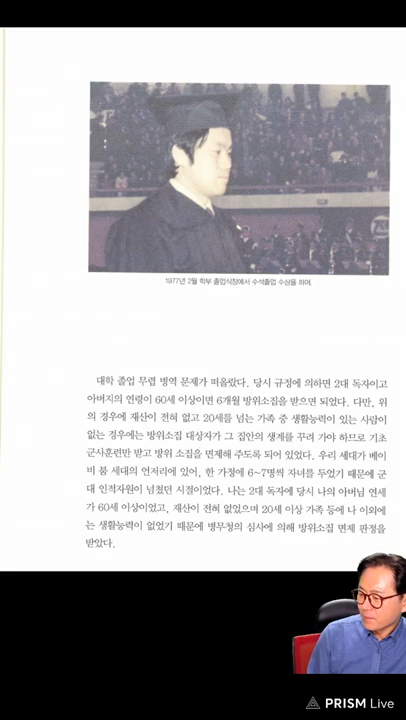 1977년 2월 학부 졸업식장에서 수석졸업 수상을 하며.
대학 졸업 무렵 병역 문제가 떠올랐다. 당시 규정에 의하면 2대 독자이고
아버지의 연령이 60세 이상이면 6개월 방위소집을 받으면 되었다. 다만, 위
의 경우에 재산이 전혀 없고 20세를 넘는 가족 중 생활능력이 있는 사람이
없는 경우에는 방위소집 대상자가 그 집안의 생계를 꾸려 가야 하므로 기초
군사훈련만 받고 방위 소집을 면제해 주도록 되어 있었다. 우리 세대가 베이
비 붐 세대의 언저리에 있어, 한 가정에 6~7명씩 자녀를 두었기 때문에 군
대 인적자원이 넘쳤던 시절이었다. 나는 2대 독자에 당시 나의 아버님 연세
가 60세 이상이었고, 재산이 전혀 없었으며 20세 이상 가족 등에 나 이외에
는 생활능력이 없었기 때문에 병무청의 심사에 의해 방위소집 면제 판정을
받았다.
PRISM Live